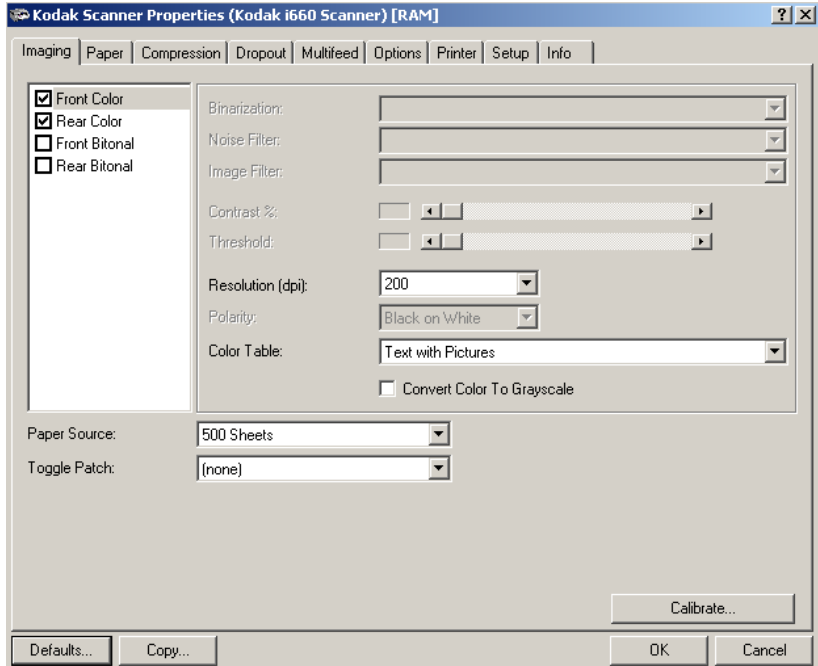 Kodak Scanner Properties (Kodak i660 Scanner) [RAM]
Imaging Paper Compression Dropout Multifeed Options Printer Setup Info
Front Color
Rear Color
Front Bitonal
Rear Bitonal
Binarization:
Noise Filter:
Image Filter:
Contrast %:
Threshold:
Resolution (dpi): 200
Polarity: Black on White
Color Table: Text with Pictures
Convert Color To Grayscale
Paper Source: 500 Sheets
Toggle Patch: (none)
Calibrate...
Defaults... Copy... OK Cancel